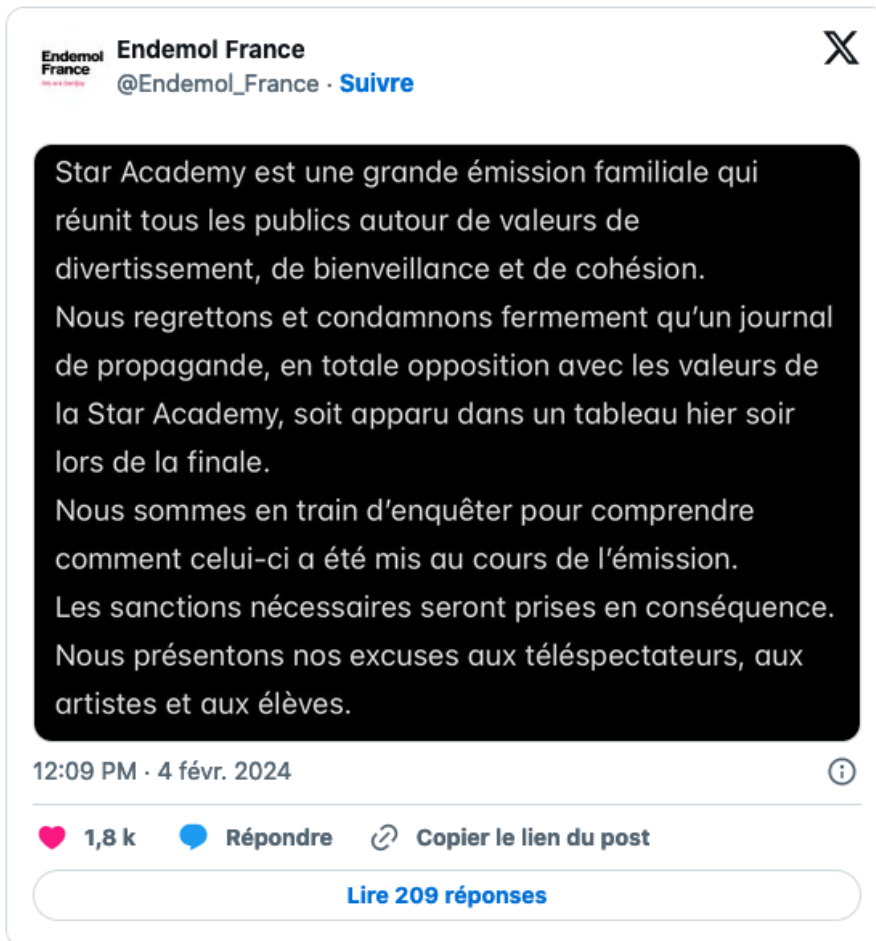 Endemol
France
Endemol France
@Endemol_France · Suivre
Star Academy est une grande émission familiale qui
réunit tous les publics autour de valeurs de
divertissement, de bienveillance et de cohésion.
Nous regrettons et condamnons fermement qu’un journal
de propagande, en totale opposition avec les valeurs de
la Star Academy, soit apparu dans un tableau hier soir
lors de la finale.
Nous sommes en train d’enquêter pour comprendre
comment celui-ci a été mis au cours de l’émission.
Les sanctions nécessaires seront prises en conséquence.
Nous présentons nos excuses aux téléspectateurs, aux
artistes et aux élèves.
12:09 PM · 4 févr. 2024
1,8 k Répondre Copier le lien du post
Lire 209 réponses